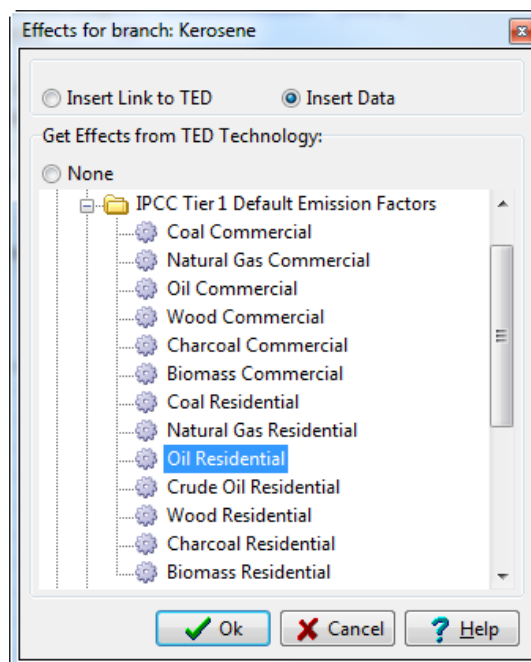 Effects for branch: Kerosene
Insert Link to TED Insert Data
Get Effects from TED Technology:
None
IPCC Tier 1 Default Emission Factors
Coal Commercial
Natural Gas Commercial
Oil Commercial
Wood Commercial
Charcoal Commercial
Biomass Commercial
Coal Residential
Natural Gas Residential
Oil Residential
Crude Oil Residential
Wood Residential
Charcoal Residential
Biomass Residential
Ok Cancel Help